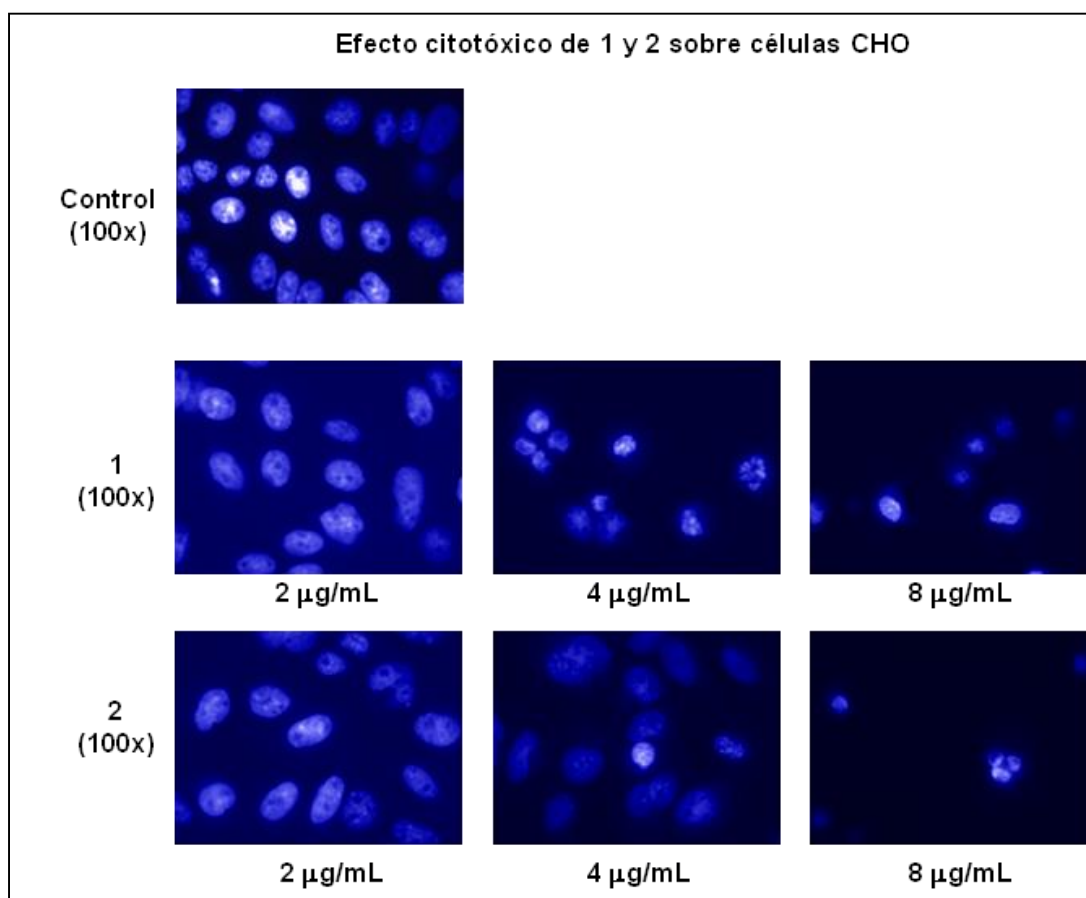 Efecto citotóxico de 1 y 2 sobre células CHO
Control
(100x)
1
(100x)
2 μg/mL
4 μg/mL
8 μg/mL
2
(100x)
2 μg/mL
4 μg/mL
8 μg/mL